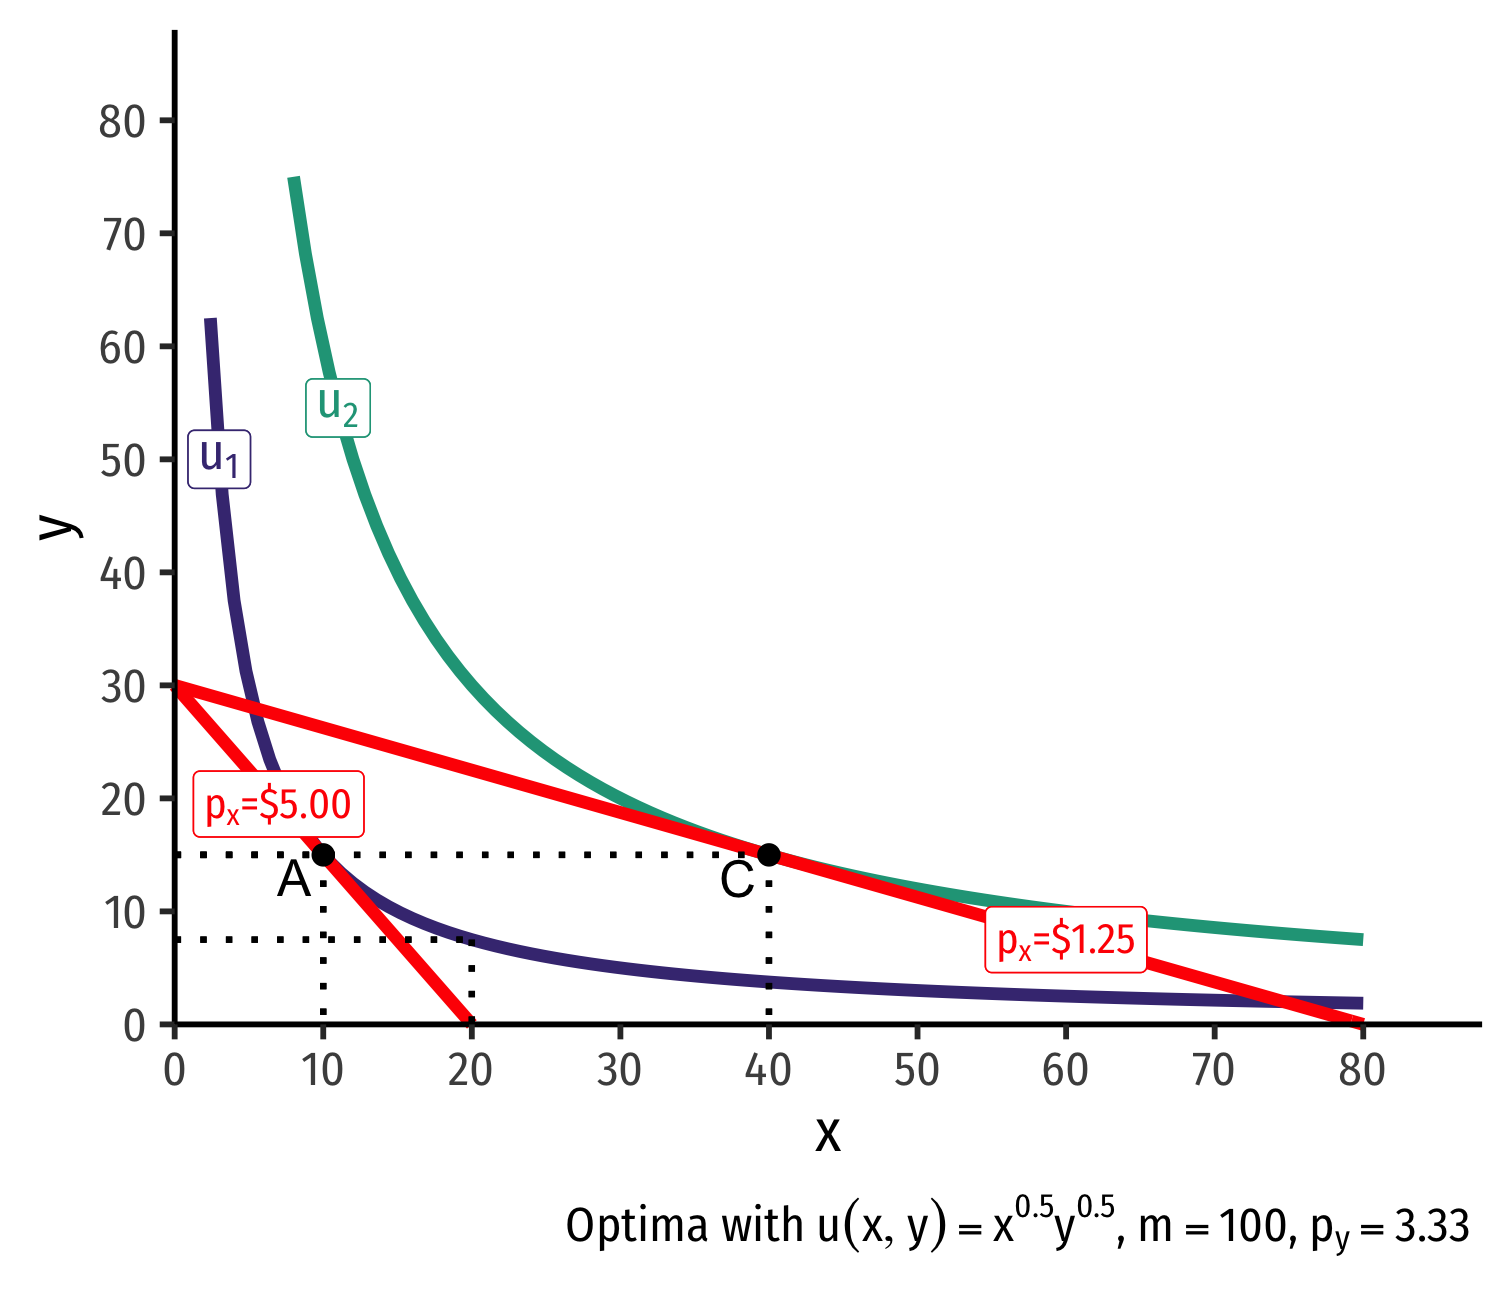 80
70
60
50
40
30
20
10
0
y
u₁
u₂
pₓ=$5.00
A
C
pₓ=$1.25
0 10 20 30 40 50 60 70 80
x
Optima with u(x, y) = x⁰·⁵y⁰·⁵, m = 100, p_y = 3.33